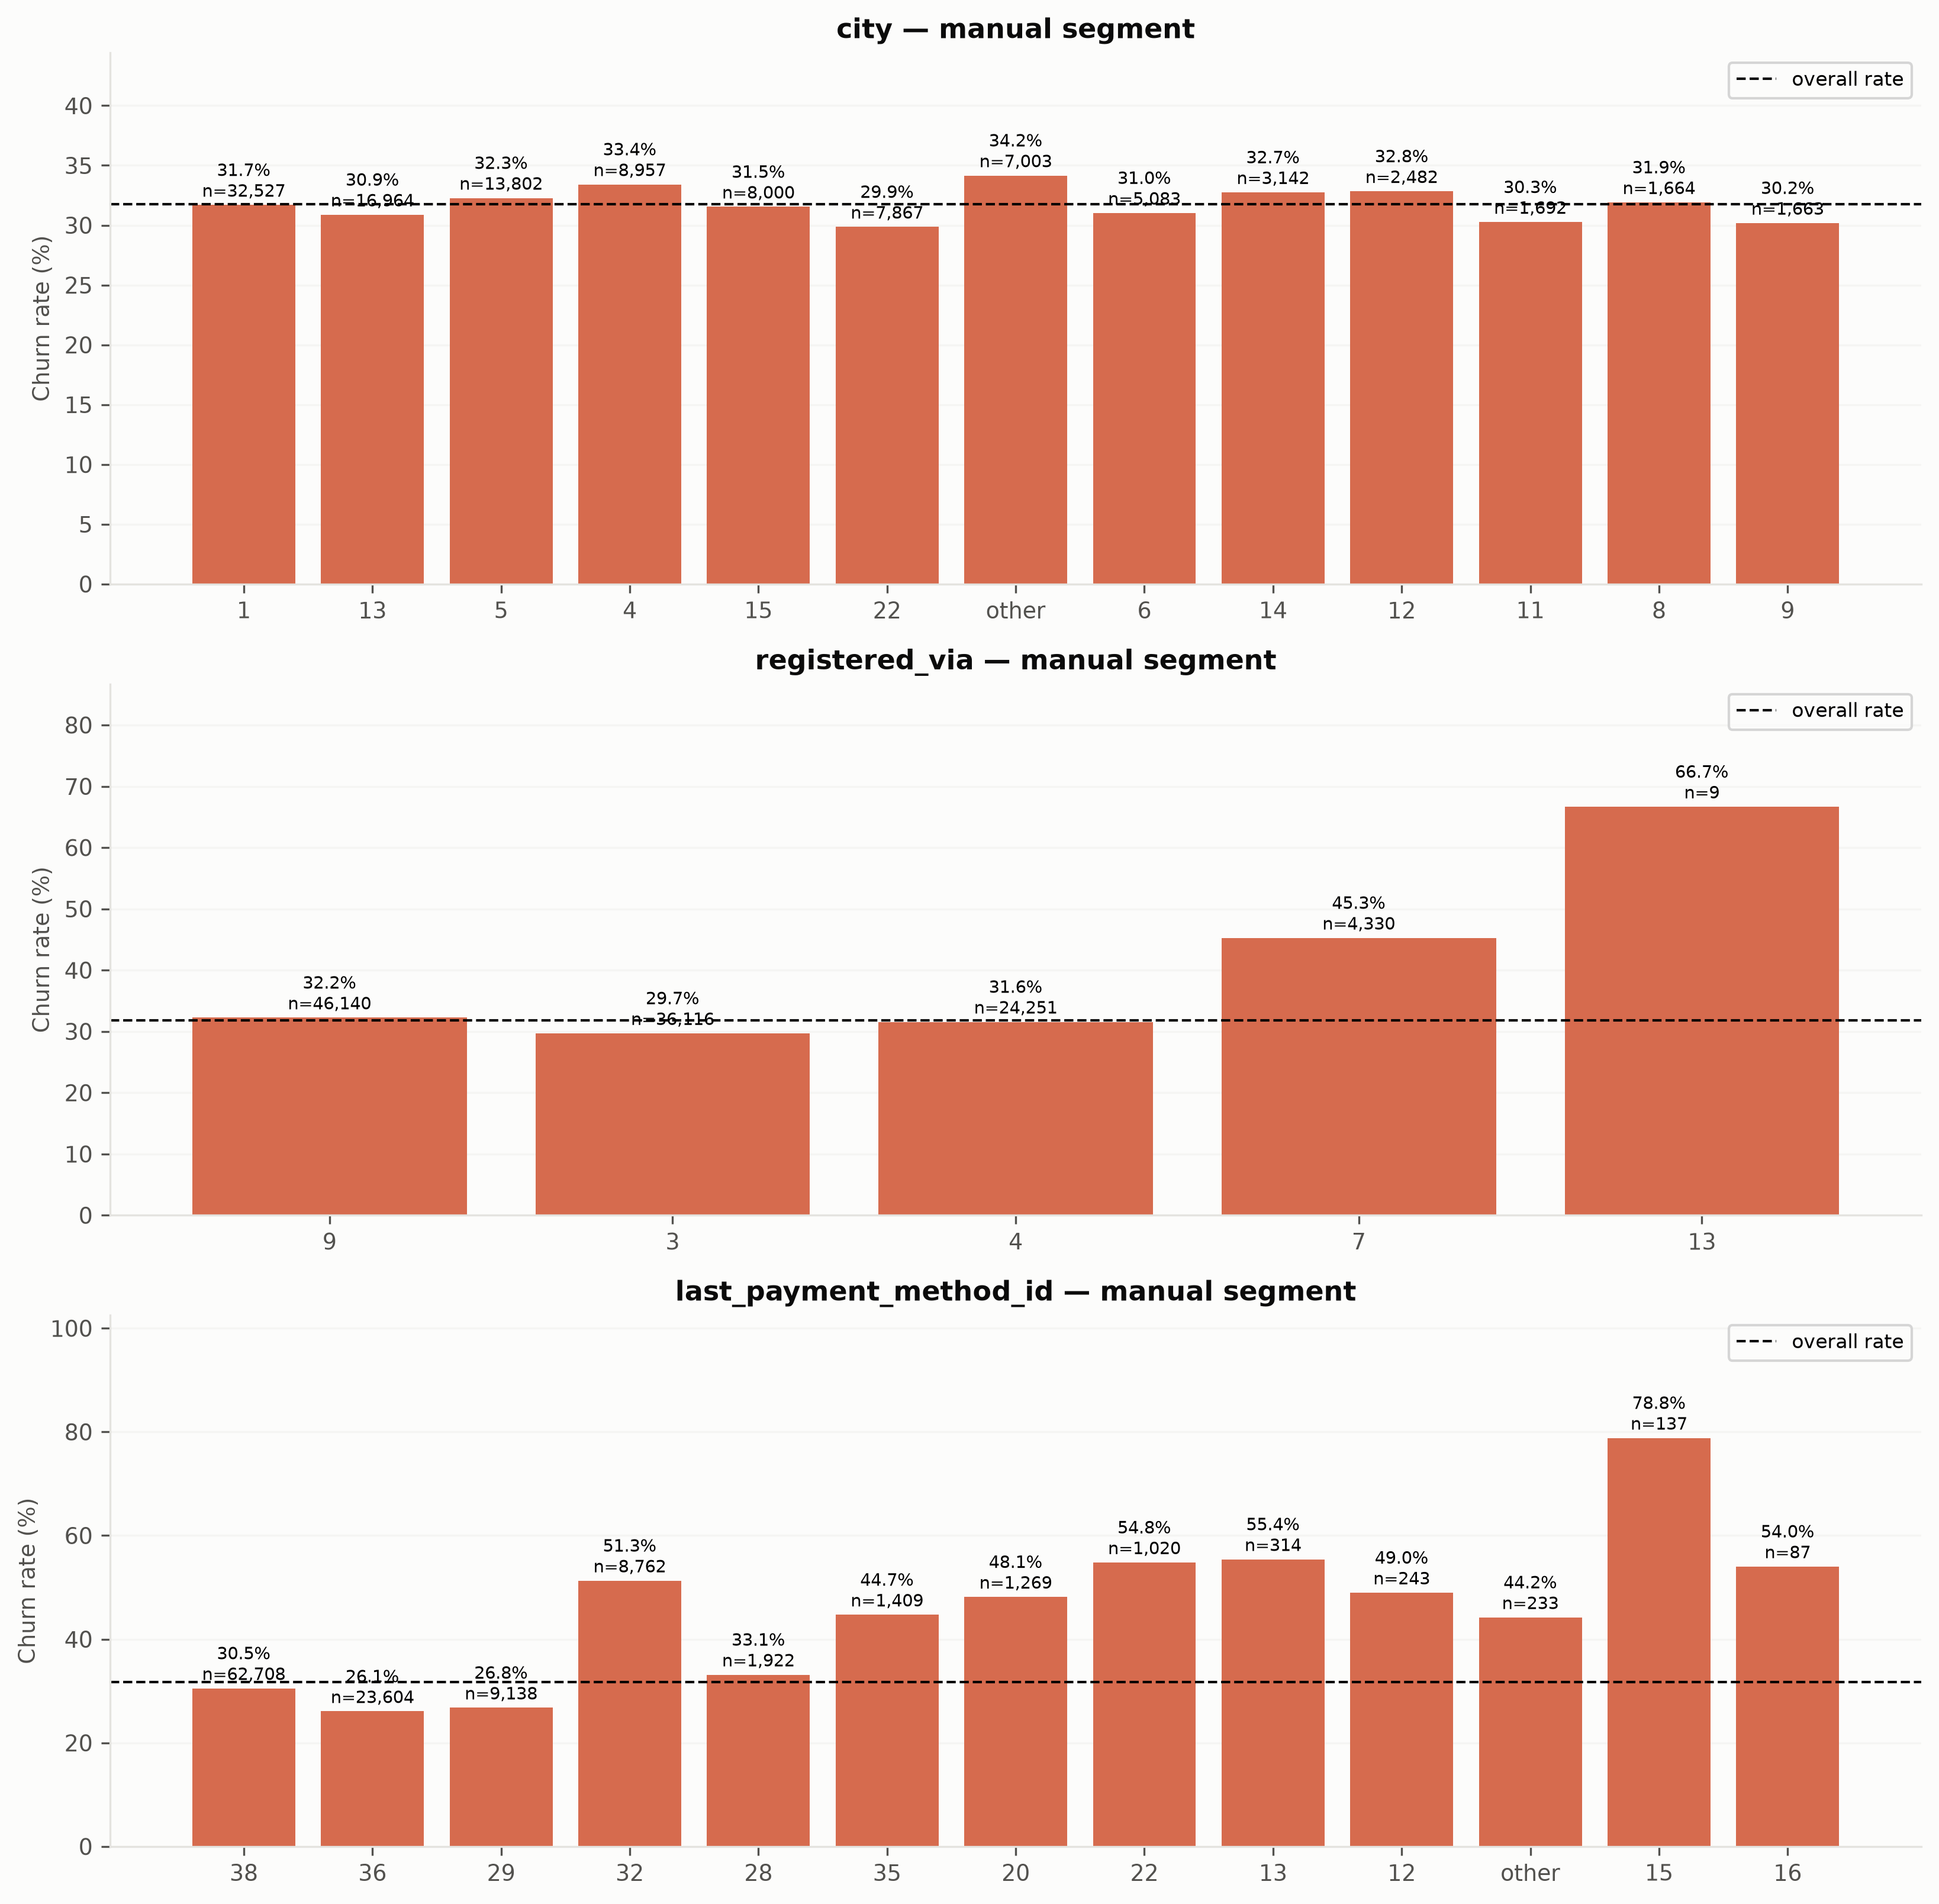 city — manual segment
overall rate
Churn rate (%)
40
35
30
25
20
15
10
5
0
31.7%
n=32,527
30.9%
n=16,964
32.3%
n=13,802
33.4%
n=8,957
31.5%
n=8,000
29.9%
n=7,867
34.2%
n=7,003
31.0%
n=5,083
32.7%
n=3,142
32.8%
n=2,482
30.3%
n=1,692
31.9%
n=1,664
30.2%
n=1,663
1 13 5 4 15 22 other 6 14 12 11 8 9
registered_via — manual segment
overall rate
Churn rate (%)
80
70
60
50
40
30
20
10
0
32.2%
n=46,140
29.7%
n=36,116
31.6%
n=24,251
45.3%
n=4,330
66.7%
n=9
9 3 4 7 13
last_payment_method_id — manual segment
overall rate
Churn rate (%)
100
80
60
40
20
0
30.5%
n=62,708
26.1%
n=23,604
26.8%
n=9,138
51.3%
n=8,762
33.1%
n=1,922
44.7%
n=1,409
48.1%
n=1,269
54.8%
n=1,020
55.4%
n=314
49.0%
n=243
44.2%
n=233
78.8%
n=137
54.0%
n=87
38 36 29 32 28 35 20 22 13 12 other 15 16